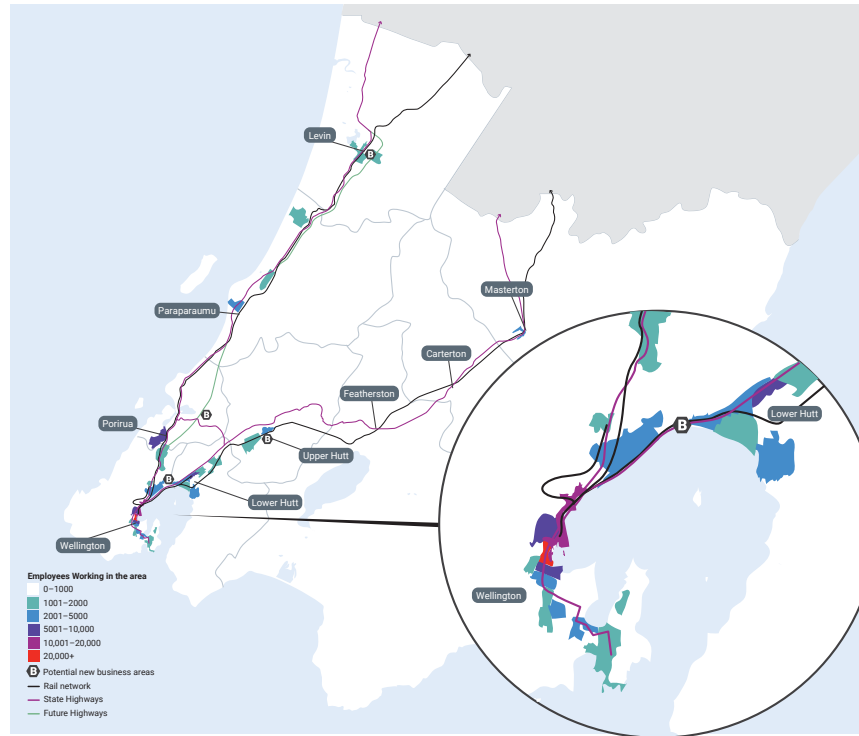 Levin
B
Paraparaumu
Masterton
Carterton
Featherston
Porirua
B
Upper Hutt
B
Lower Hutt
B
Wellington
Lower Hutt
B
Wellington
Employees Working in the area
0–1000
1001–2000
2001–5000
5001–10,000
10,001–20,000
20,000+
B Potential new business areas
Rail network
State Highways
Future Highways